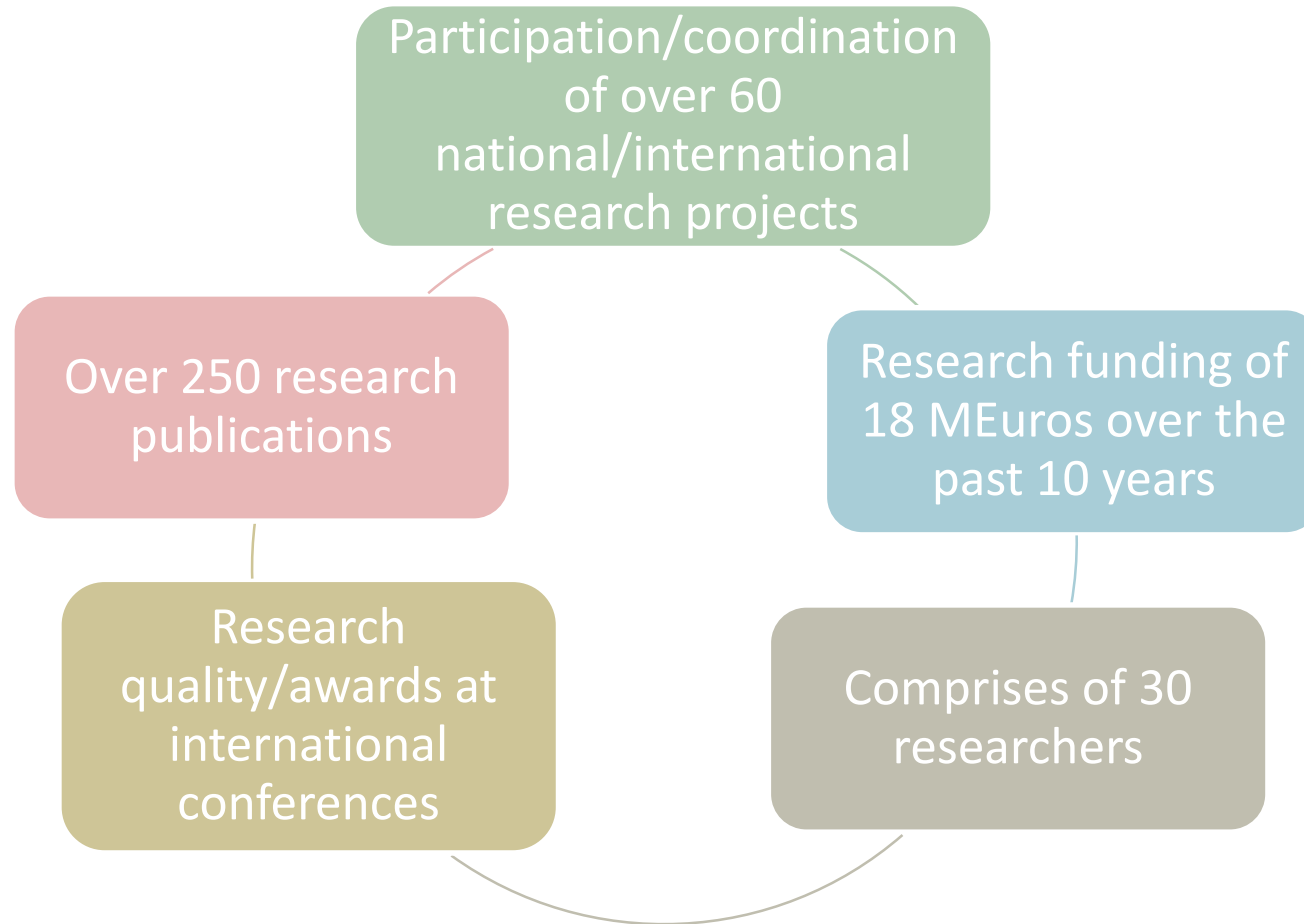 Participation/coordination
of over 60
national/international
research projects
Over 250 research
publications
Research funding of
18 MEuros over the
past 10 years
Research
quality/awards at
international
conferences
Comprises of 30
researchers